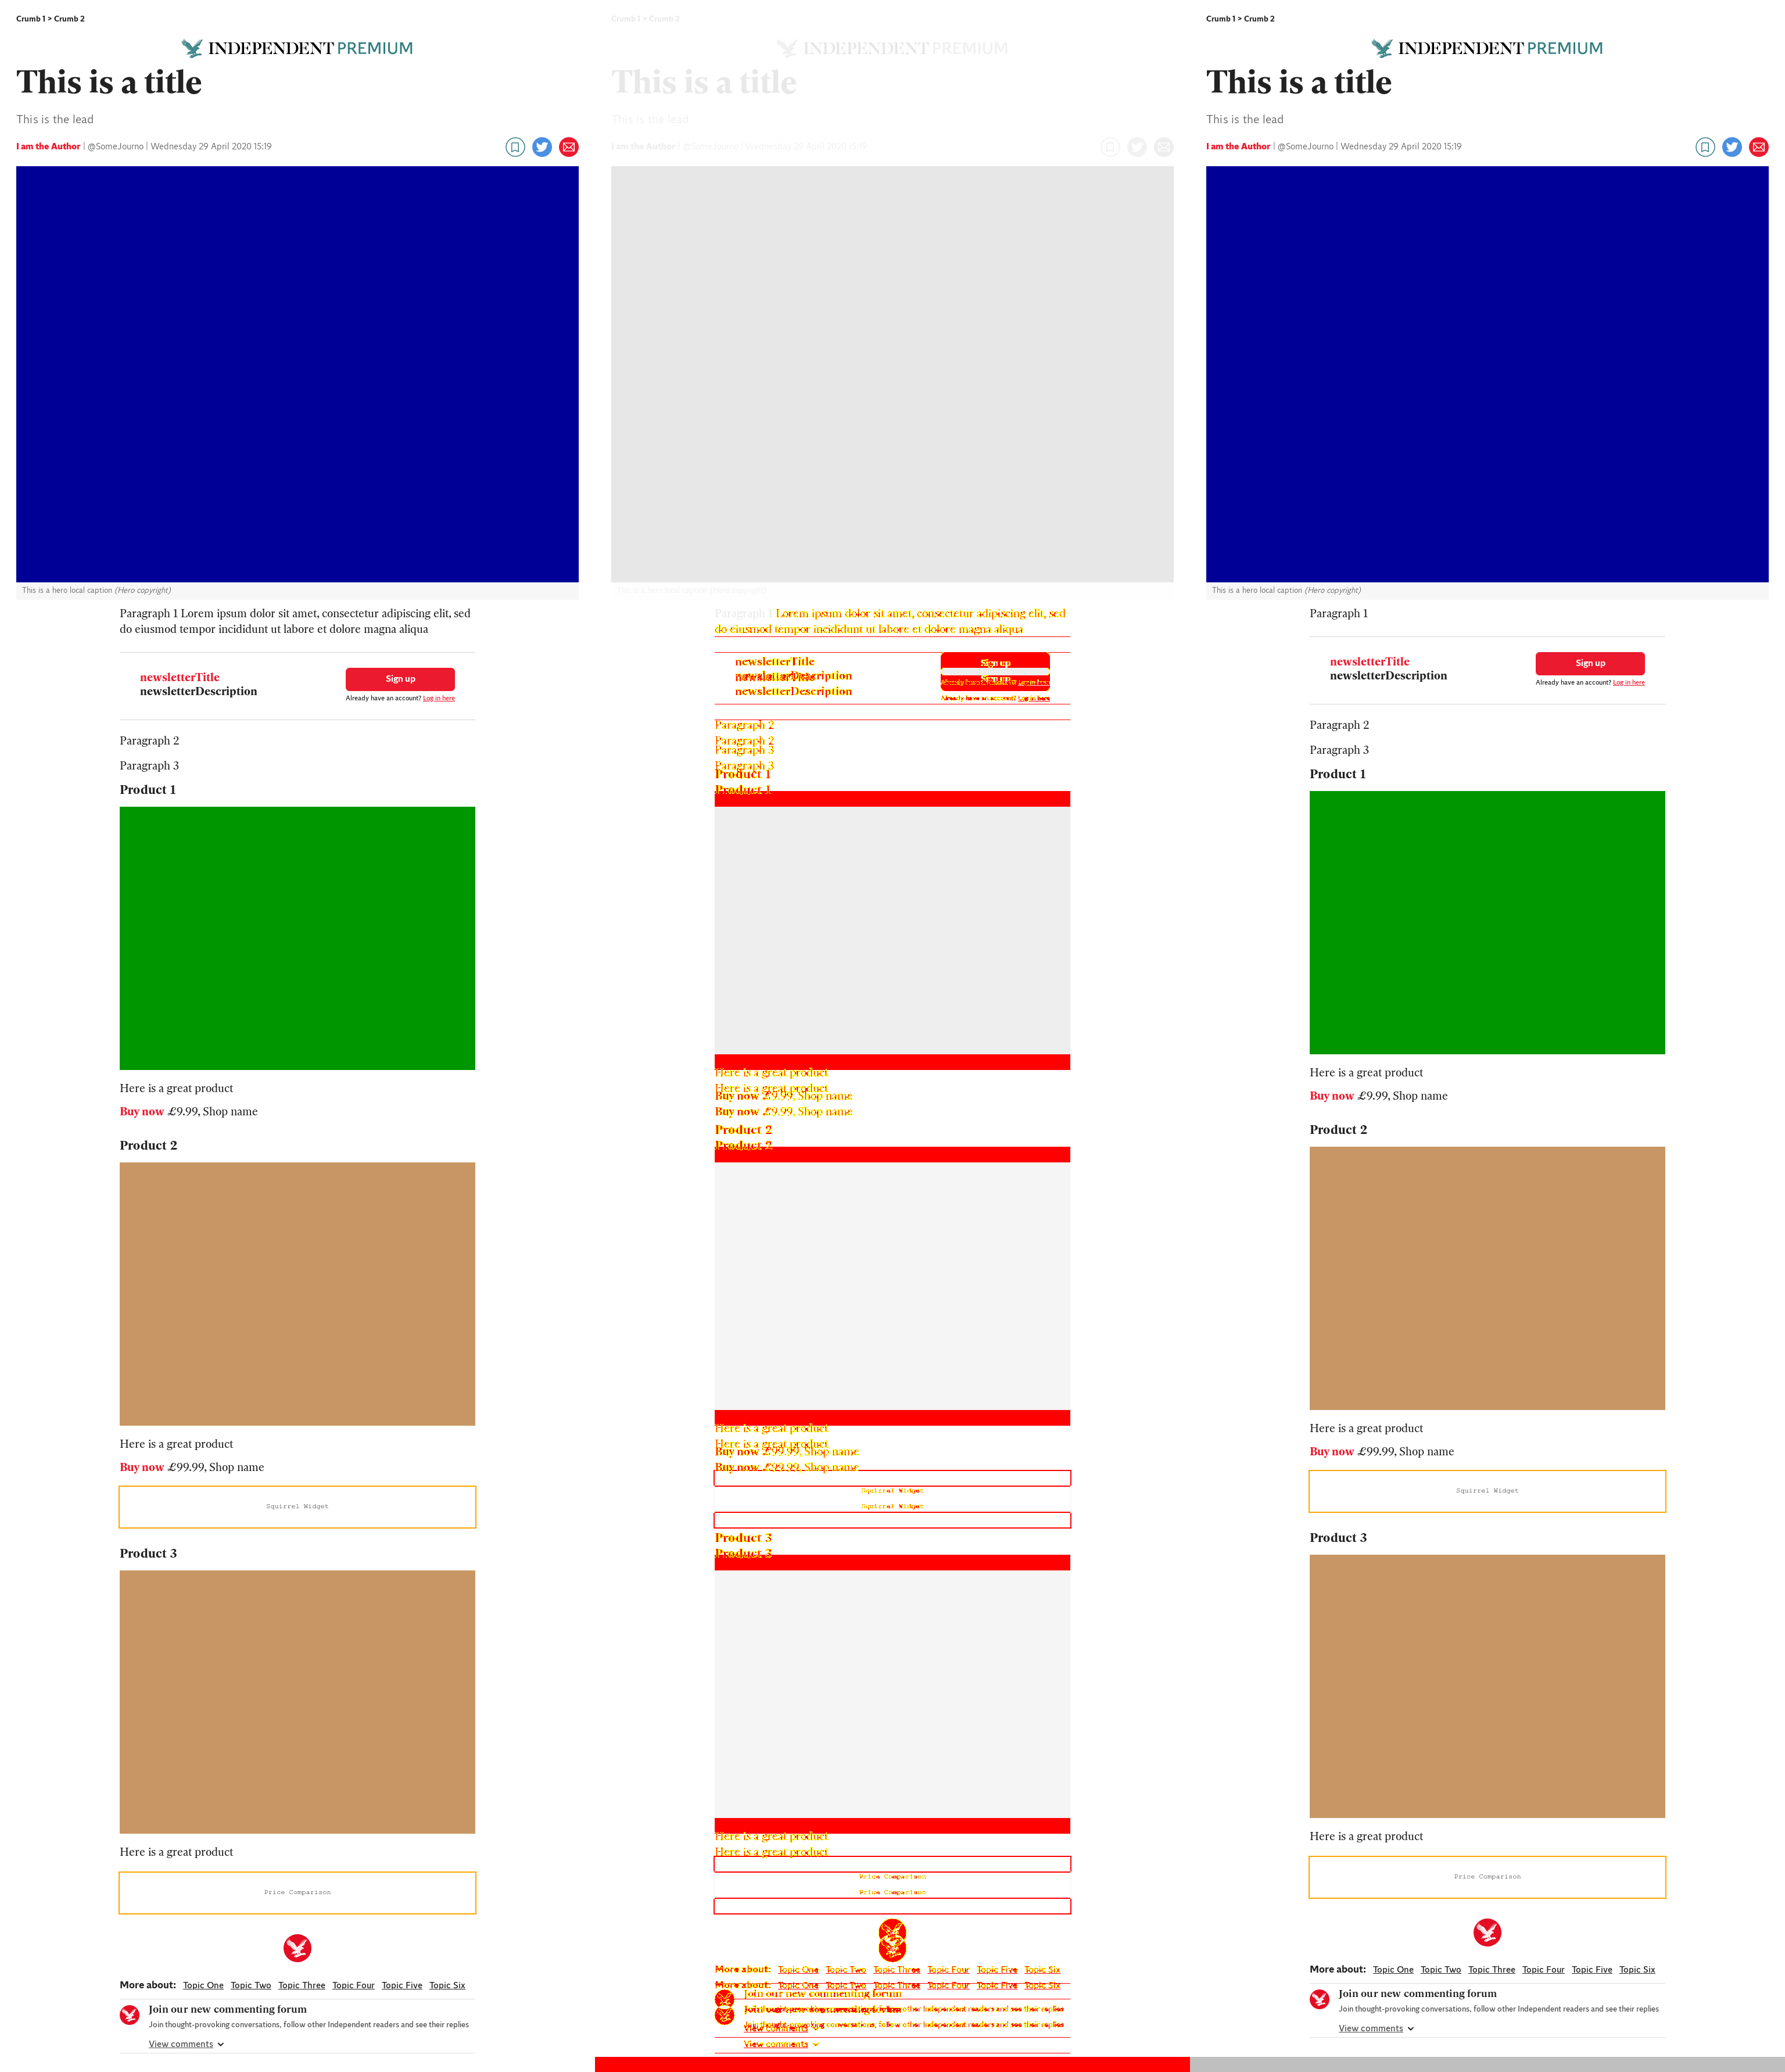 Crumb 1 > Crumb 2
INDEPENDENT PREMIUM
This is a title
This is the lead
I am the Author | @SomeJourno | Wednesday 29 April 2020 15:19
This is a hero local caption (Hero copyright)
Paragraph 1 Lorem ipsum dolor sit amet, consectetur adipiscing elit, sed
do eiusmod tempor incididunt ut labore et dolore magna aliqua
newsletterTitle
newsletterDescription
Sign up
Already have an account? Log in here
Paragraph 2
Paragraph 3
Product 1
Here is a great product
Buy now £9.99, Shop name
Product 2
Here is a great product
Buy now £99.99, Shop name
Squirrel Widget
Product 3
Here is a great product
Price Comparison
More about: Topic One Topic Two Topic Three Topic Four Topic Five Topic Six
Join our new commenting forum
Join thought-provoking conversations, follow other Independent readers and see their replies
View comments
Crumb 1 > Crumb 2
INDEPENDENT PREMIUM
This is a title
This is the lead
I am the Author | @SomeJourno | Wednesday 29 April 2020 15:19
This is a hero local caption (Hero copyright)
Paragraph 1 Lorem ipsum dolor sit amet, consectetur adipiscing elit, sed
do eiusmod tempor incididunt ut labore et dolore magna aliqua
newsletterTitle
newsletterDescription
newsletterTitle
newsletterDescription
Sign up
Sign up
Already have an account? Log in here
Already have an account? Log in here
Paragraph 2
Paragraph 2
Paragraph 3
Paragraph 3
Product 1
Product 1
Here is a great product
Here is a great product
Buy now £9.99, Shop name
Buy now £9.99, Shop name
Product 2
Product 2
Here is a great product
Here is a great product
Buy now £99.99, Shop name
Buy now £99.99, Shop name
Squirrel Widget
Squirrel Widget
Product 3
Product 3
Here is a great product
Here is a great product
Price Comparison
Price Comparison
More about: Topic One Topic Two Topic Three Topic Four Topic Five Topic Six
More about: Topic One Topic Two Topic Three Topic Four Topic Five Topic Six
Join our new commenting forum
Join thought-provoking conversations, follow other Independent readers and see their replies
View comments
View comments
Crumb 1 > Crumb 2
INDEPENDENT PREMIUM
This is a title
This is the lead
I am the Author | @SomeJourno | Wednesday 29 April 2020 15:19
This is a hero local caption (Hero copyright)
Paragraph 1
newsletterTitle
newsletterDescription
Sign up
Already have an account? Log in here
Paragraph 2
Paragraph 3
Product 1
Here is a great product
Buy now £9.99, Shop name
Product 2
Here is a great product
Buy now £99.99, Shop name
Squirrel Widget
Product 3
Here is a great product
Price Comparison
More about: Topic One Topic Two Topic Three Topic Four Topic Five Topic Six
Join our new commenting forum
Join thought-provoking conversations, follow other Independent readers and see their replies
View comments